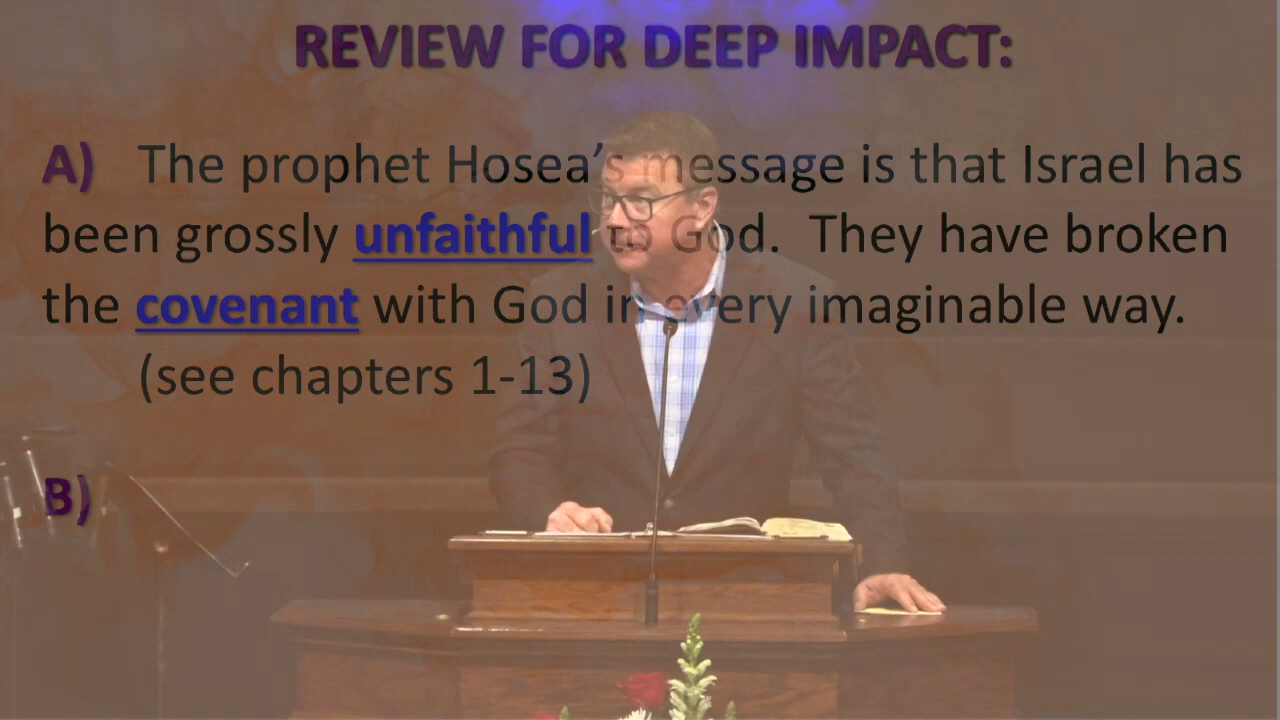 REVIEW FOR DEEP IMPACT:
A) The prophet Hosea's message is that Israel has
been grossly unfaithful to God. They have broken
the covenant with God in every imaginable way.
(see chapters 1-13)
B)